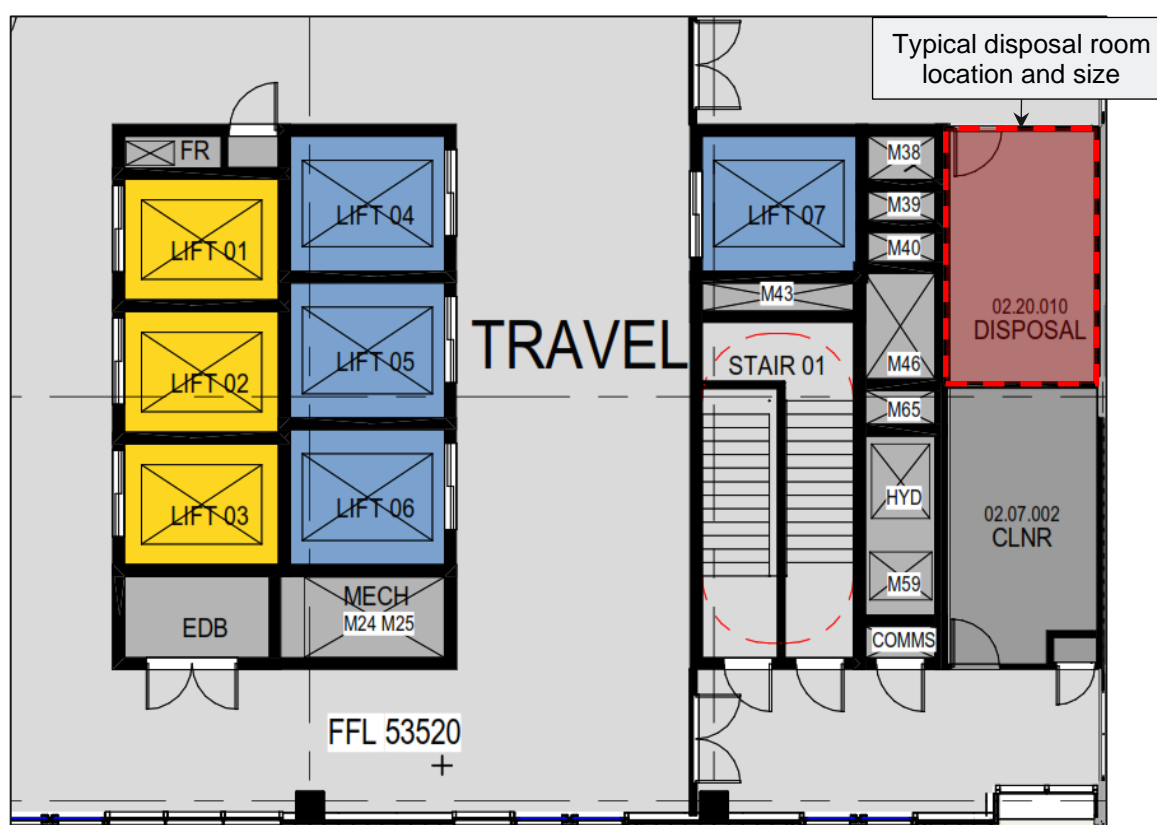 Typical disposal room
location and size
FR
M38
LIFT 04
LIFT 07
M39
LIFT 01
M40
M43
02.20.010
DISPOSAL
TRAVEL
LIFT 05
STAIR 01
M46
LIFT 02
M65
HYD
LIFT 06
LIFT 03
02.07.002
CLNR
M59
MECH
M24 M25
EDB
COMMS
FFL 53520